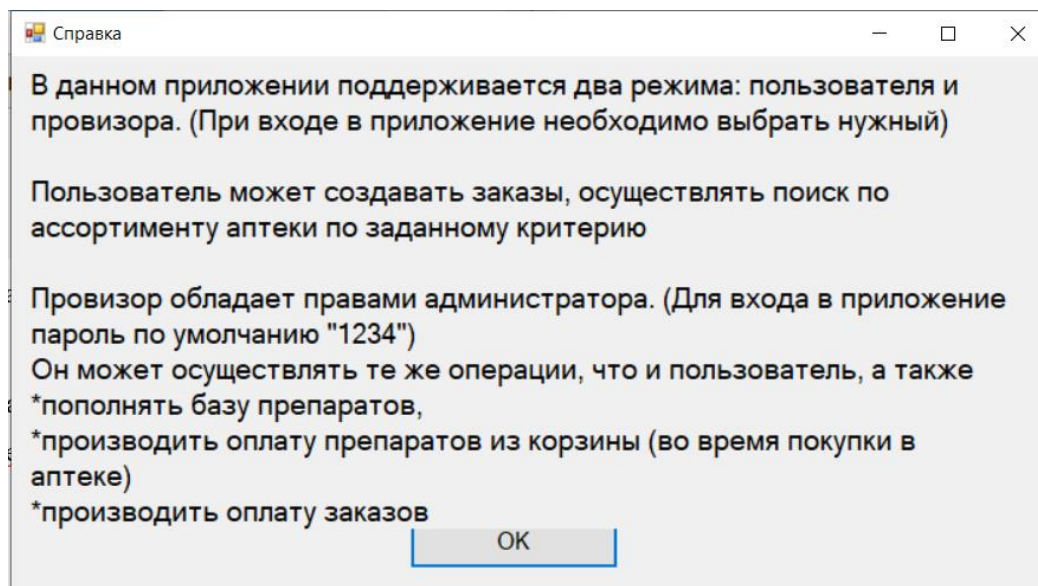 Справка
В данном приложении поддерживается два режима: пользователя и
провизора. (При входе в приложение необходимо выбрать нужный)
Пользователь может создавать заказы, осуществлять поиск по
ассортименту аптеки по заданному критерию
Провизор обладает правами администратора. (Для входа в приложение
пароль по умолчанию "1234")
Он может осуществлять те же операции, что и пользователь, а также
*пополнять базу препаратов,
*производить оплату препаратов из корзины (во время покупки в
аптеке)
*производить оплату заказов
OK